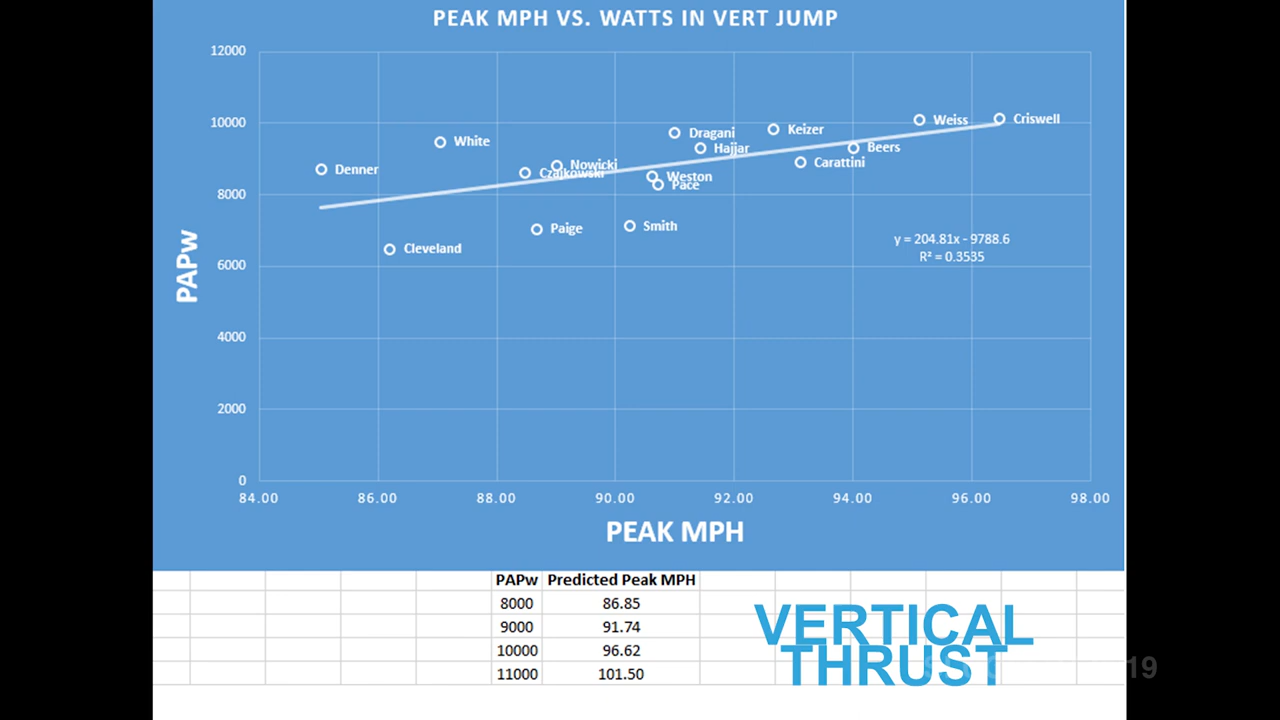 PEAK MPH VS. WATTS IN VERT JUMP
12000
10000
8000
6000
4000
2000
0
PAPw
Denner
White
Cleveland
Czajkowski
Nowicki
Paige
Smith
Weston
Pace
Dragani
Hajjar
Keizer
Carattini
Beers
Weiss
Criswell
y = 204.81x - 9788.6
R² = 0.3535
84.00 86.00 88.00 90.00 92.00 94.00 96.00 98.00
PEAK MPH
PAPw Predicted Peak MPH
8000 86.85
9000 91.74
10000 96.62
11000 101.50
VERTICAL
THRUST
19